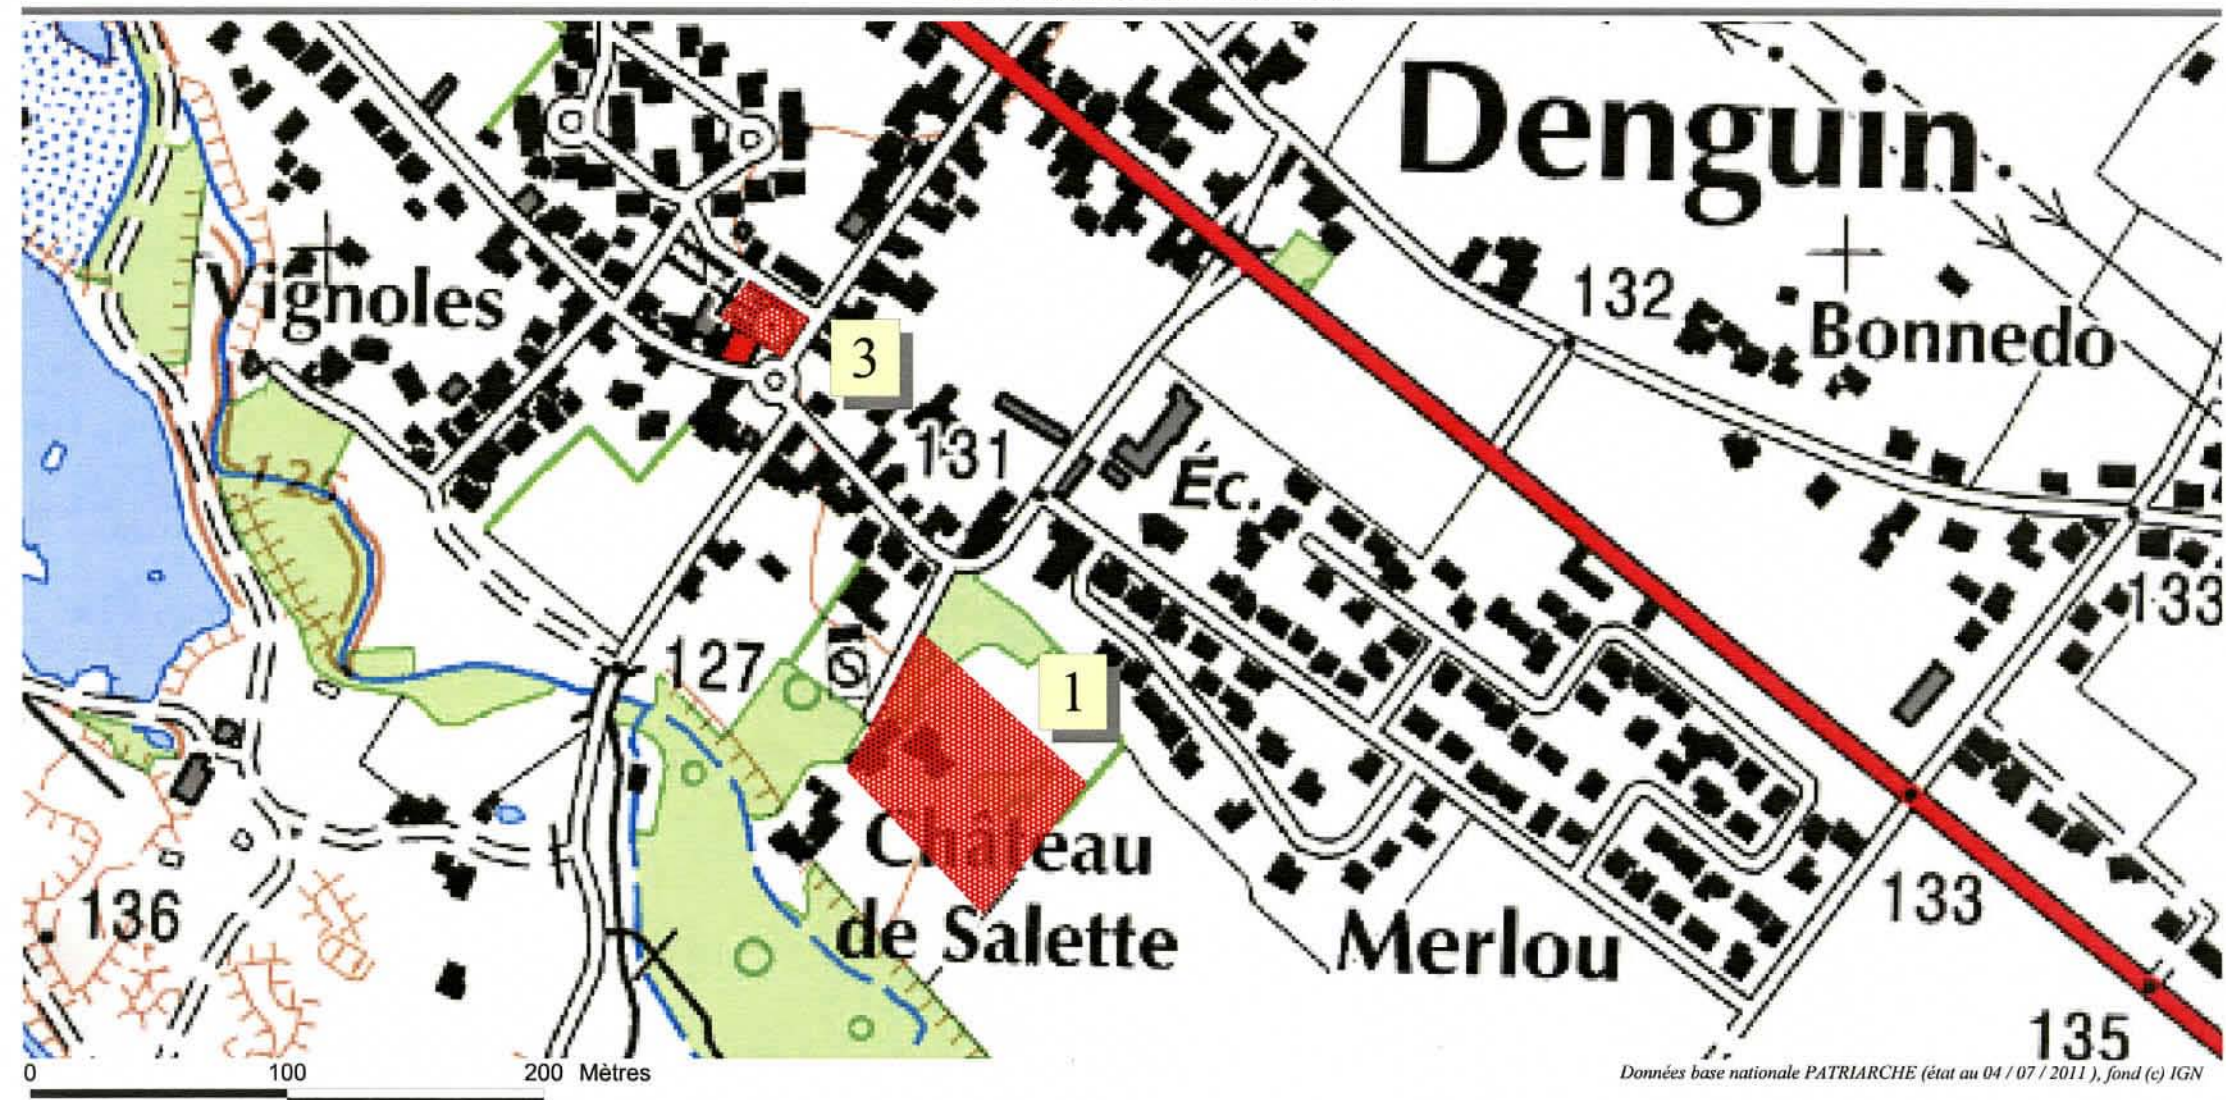 Denguin
132
Vignoles
Bonnedo
3
131
Éc.
133
127
1
Château
de Salette
136
133
Merlou
135
0 100 200 Mètres
Données base nationale PATRIARCHE (état au 04 / 07 / 2011 ), fond (c) IGN